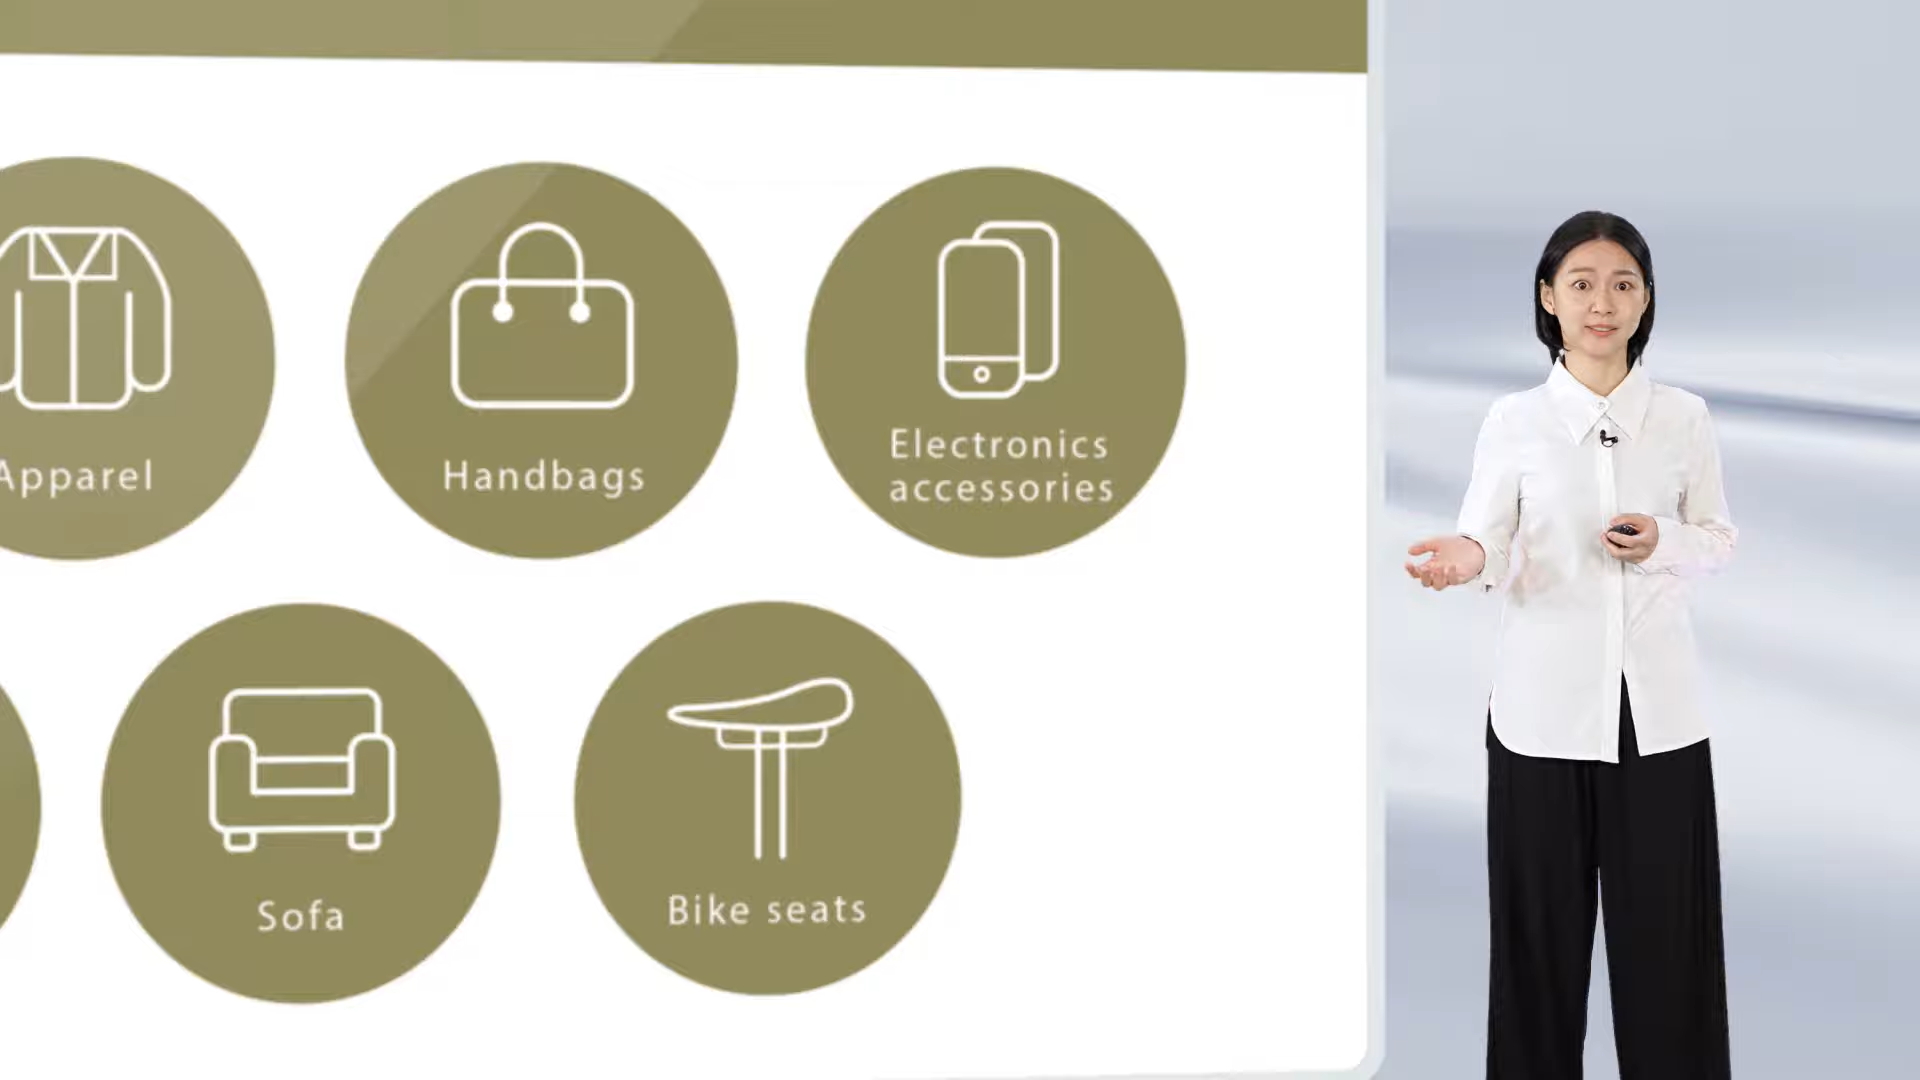 Apparel
Handbags
Electronics
accessories
Sofa
Bike seats